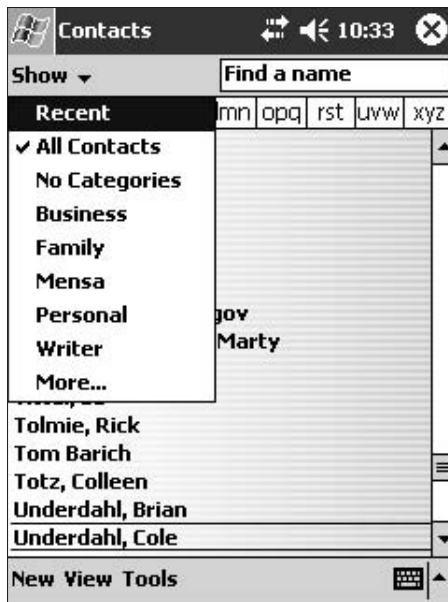 Contacts 10:33
Show Find a name
Recent mn opq rst uvw xyz
All Contacts
No Categories
Business
Family
Mensa
Personal gov
Writer Marty
More...
Tolmie, Rick
Tom Barich
Totz, Colleen
Underdahl, Brian
Underdahl, Cole
New View Tools